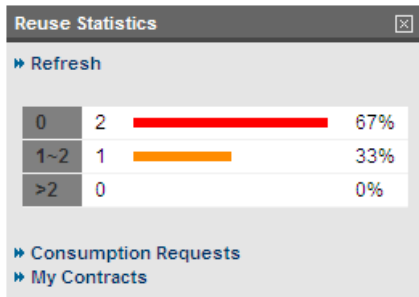 Reuse Statistics
Refresh
0 2 67%
1~2 1 33%
>2 0 0%
Consumption Requests
My Contracts